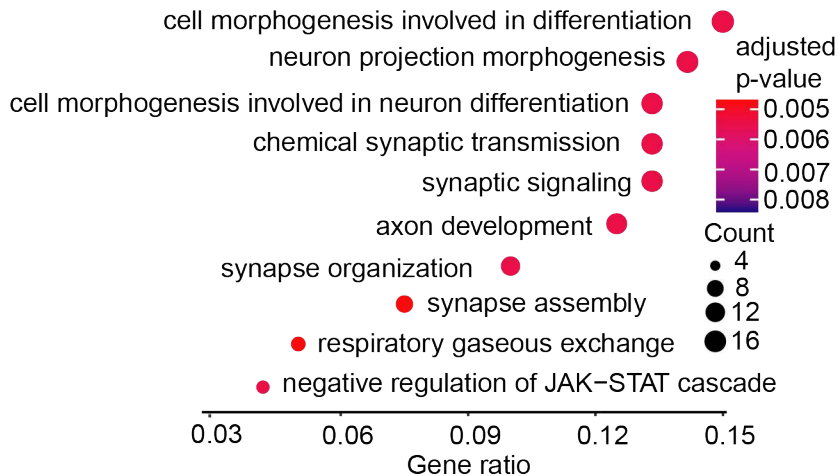 cell morphogenesis involved in differentiation
neuron projection morphogenesis
cell morphogenesis involved in neuron differentiation
chemical synaptic transmission
synaptic signaling
axon development
synapse organization
synapse assembly
respiratory gaseous exchange
negative regulation of JAK−STAT cascade
0.03 0.06 0.09 0.12 0.15
Gene ratio
adjusted
p-value
0.005
0.006
0.007
0.008
Count
4
8
12
16